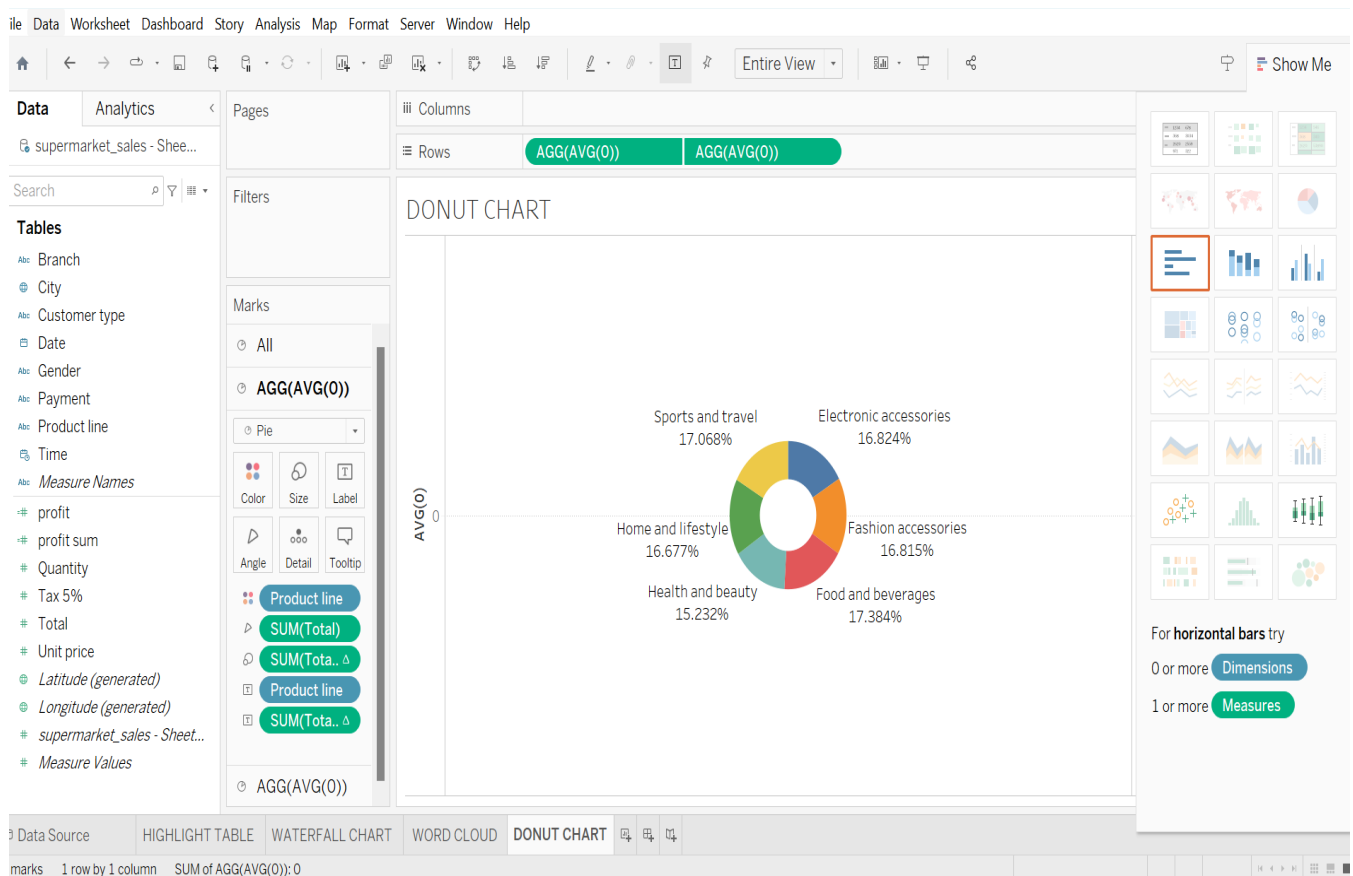 ile Data Worksheet Dashboard Story Analysis Map Format Server Window Help
Entire View
Show Me
Data Analytics
supermarket_sales - Shee...
Search
Tables
Abc Branch
City
Abc Customer type
Date
Abc Gender
Abc Payment
Abc Product line
Time
Abc Measure Names
# profit
# profit sum
# Quantity
# Tax 5%
# Total
# Unit price
Latitude (generated)
Longitude (generated)
# supermarket_sales - Sheet...
# Measure Values
Pages
Filters
Marks
All
AGG(AVG(0))
Pie
Color Size Label
Angle Detail Tooltip
Product line
SUM(Total)
SUM(Tota.. Δ
Product line
SUM(Tota.. Δ
AGG(AVG(0))
iii Columns
Rows AGG(AVG(0)) AGG(AVG(0))
DONUT CHART
AVG(0)
0
Sports and travel
17.068%
Electronic accessories
16.824%
Home and lifestyle
16.677%
Fashion accessories
16.815%
Health and beauty
15.232%
Food and beverages
17.384%
For horizontal bars try
0 or more Dimensions
1 or more Measures
Data Source HIGHLIGHT TABLE WATERFALL CHART WORD CLOUD DONUT CHART
marks 1 row by 1 column SUM of AGG(AVG(0)): 0